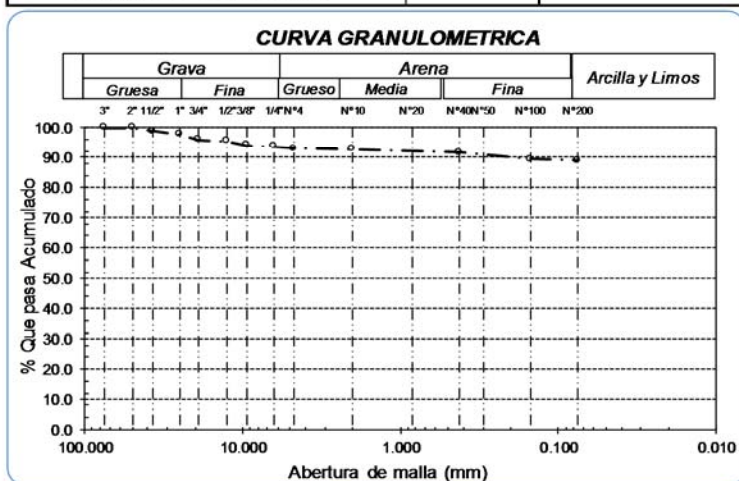 CURVA GRANULOMETRICA
Grava Arena Arcilla y Limos
Gruesa Fina Grueso Media Fina
3" 2" 11/2" 1" 3/4" 1/2" 3/8" 1/4" N°4 N°10 N°20 N°40 N°50 N°100 N°200
% Que pasa Acumulado
100.0
90.0
80.0
70.0
60.0
50.0
40.0
30.0
20.0
10.0
0.0
100.000 10.000 1.000 0.100 0.010
Abertura de malla (mm)